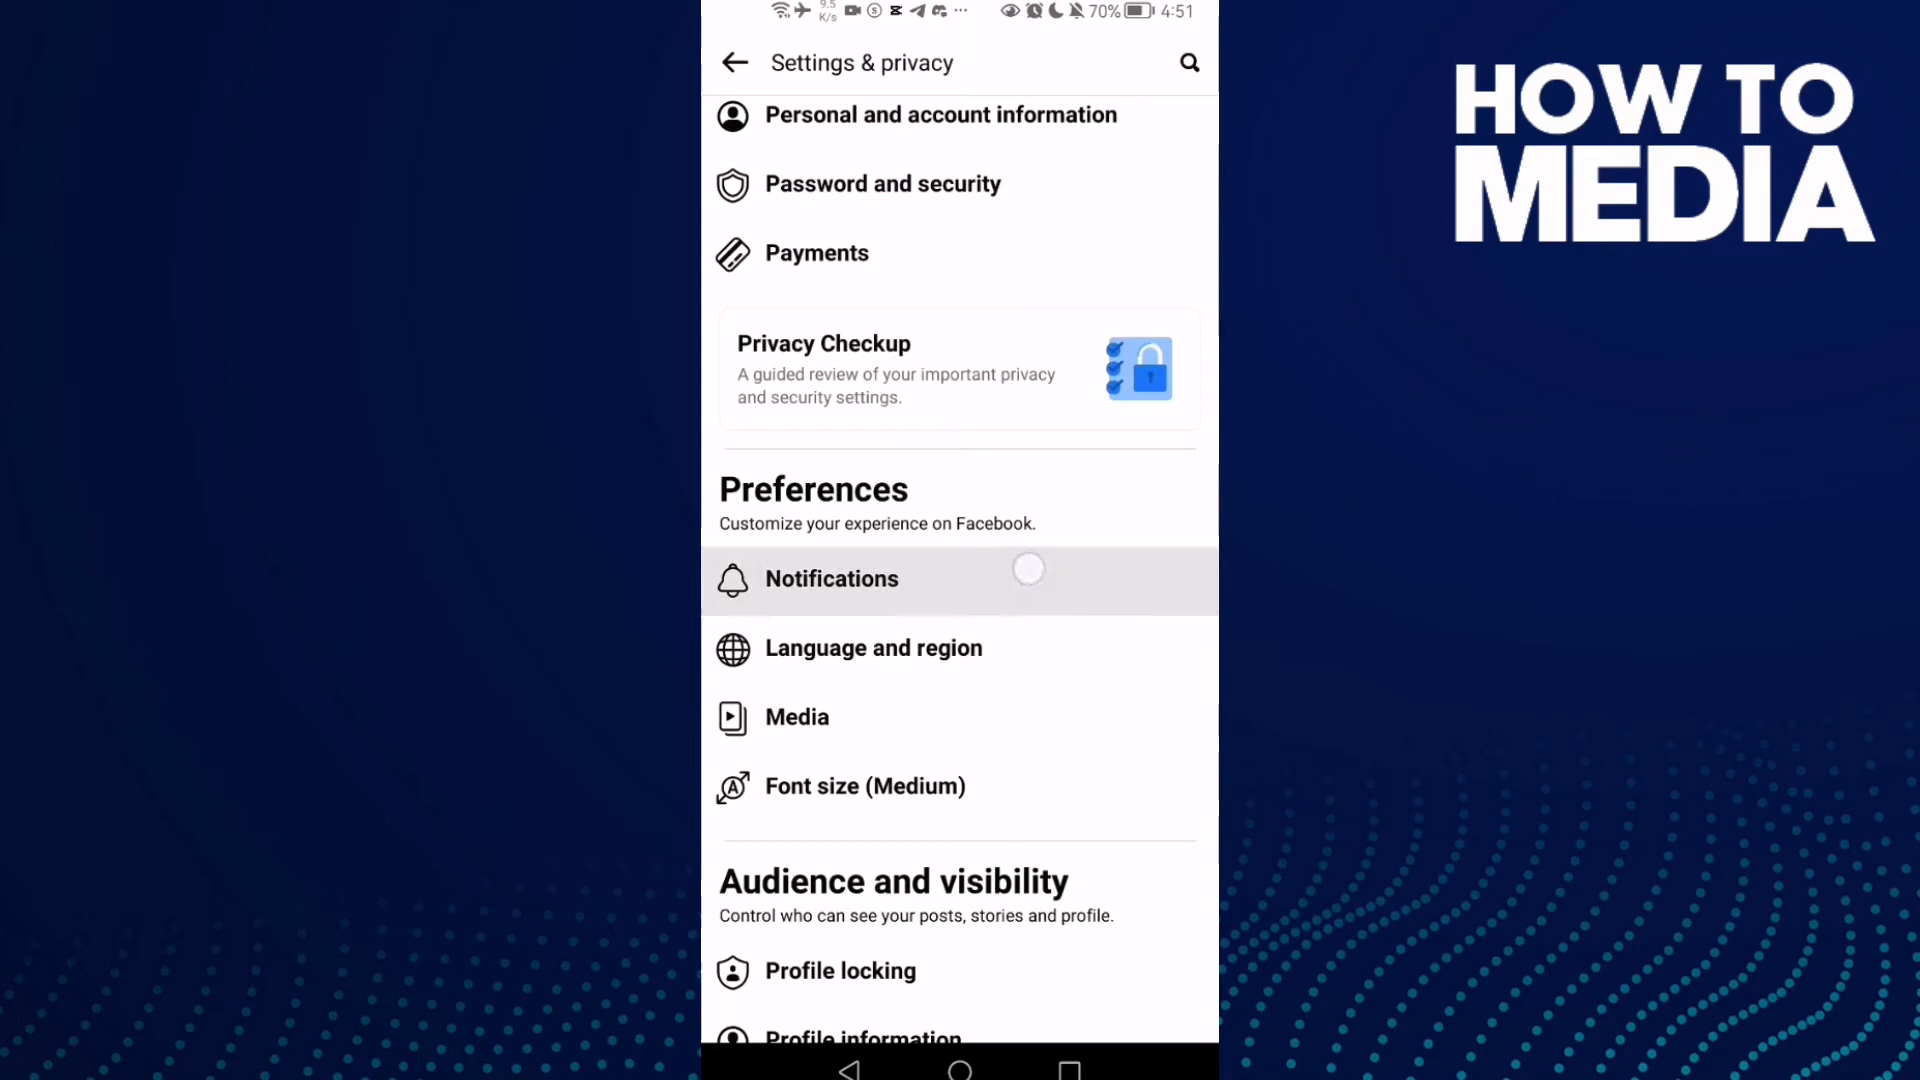 9.5
K/s
70%
4:51
Settings & privacy
HOW TO
MEDIA
Personal and account information
Password and security
Payments
Privacy Checkup
A guided review of your important privacy
and security settings.
Preferences
Customize your experience on Facebook.
Notifications
Language and region
Media
Font size (Medium)
Audience and visibility
Control who can see your posts, stories and profile.
Profile locking
Profile information